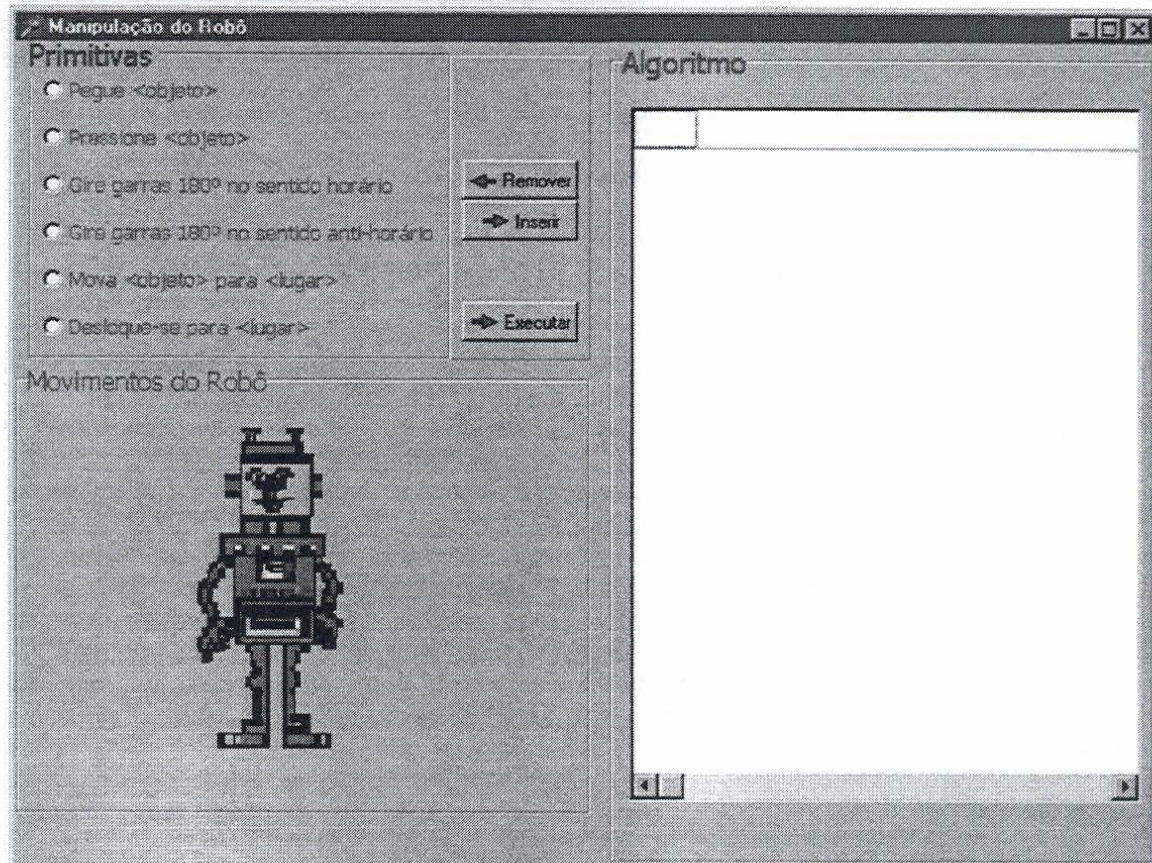 Manipulação do Robô
Primitivas
Pegue <objeto>
Pressione <objeto>
Gire garras 180º no sentido horário
Gire garras 180º no sentido anti-horário
Mova <objeto> para <lugar>
Desloque-se para <lugar>
Remover
Inserir
Executar
Movimentos do Robô
Algoritmo